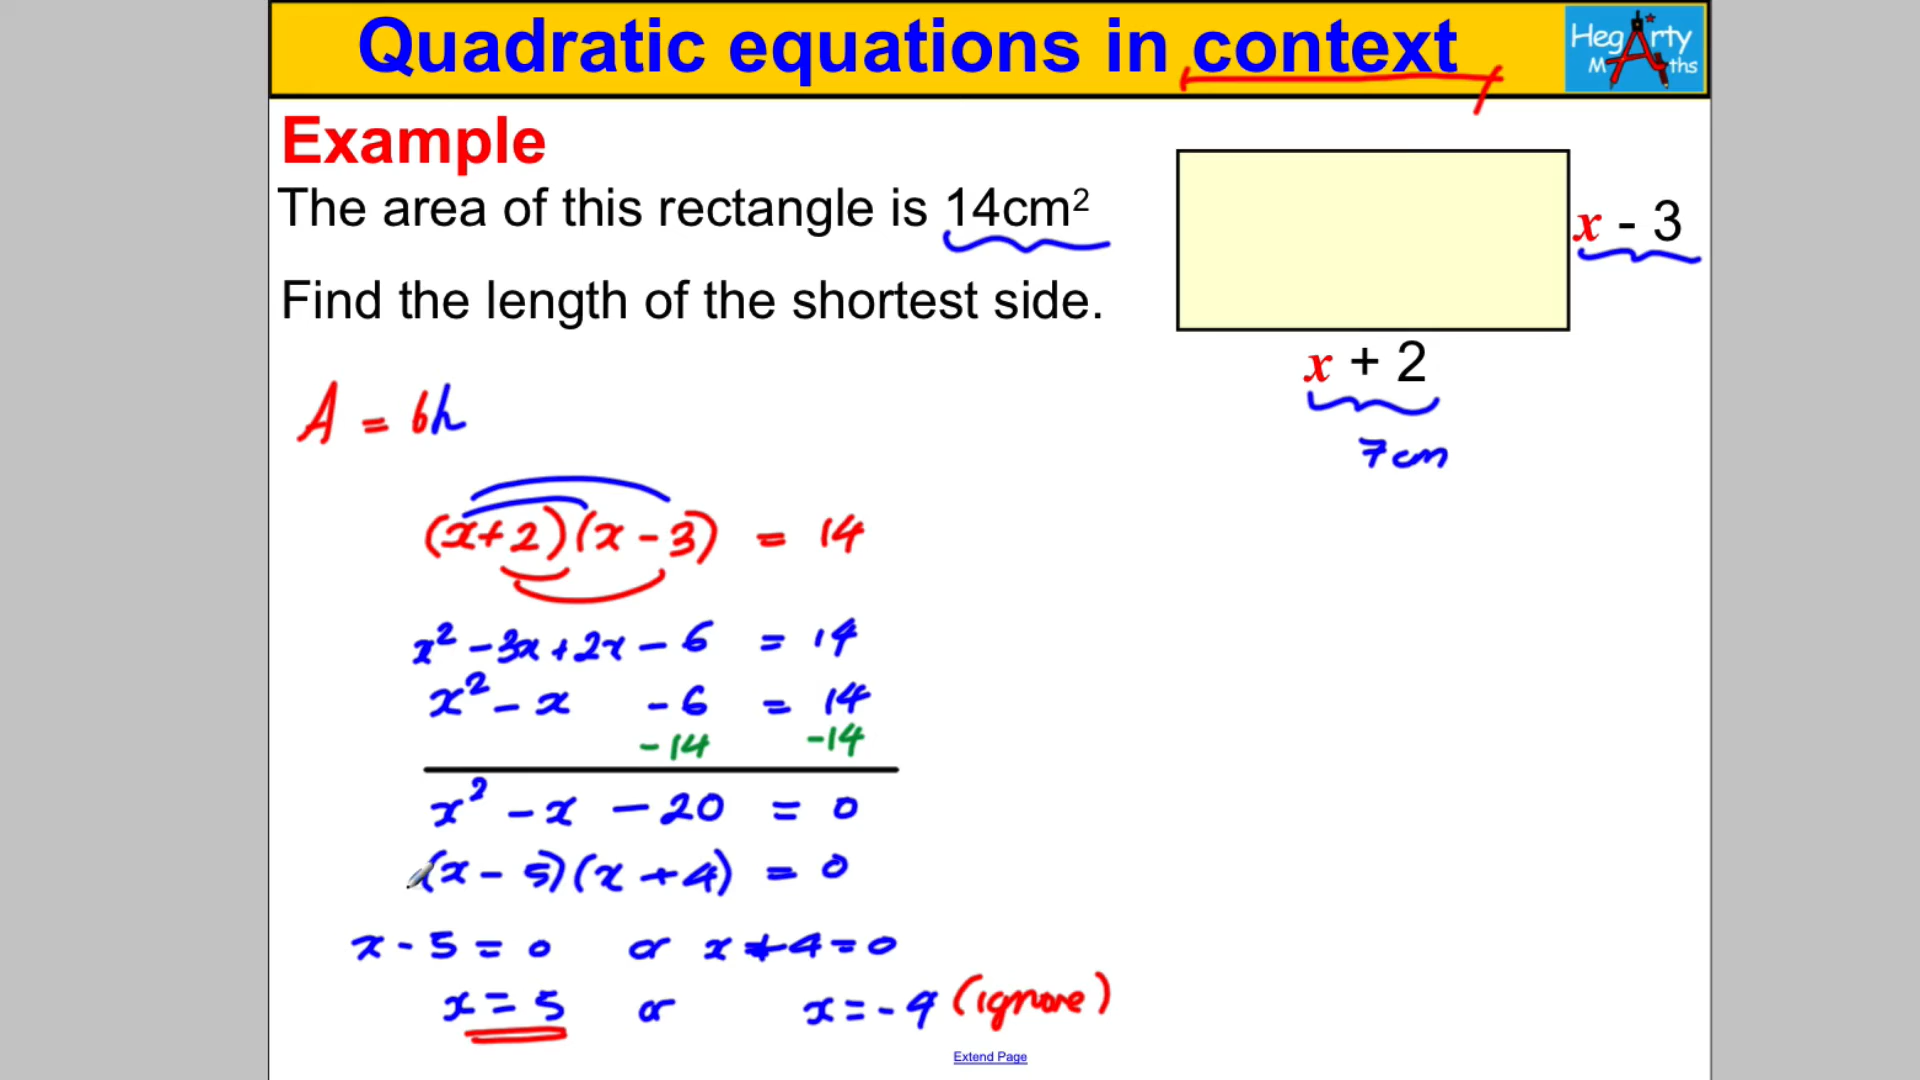 Quadratic equations in context
Hegarty
Maths
Example
The area of this rectangle is 14cm²
Find the length of the shortest side.
x - 3
x + 2
7cm
A = bh
(x+2)(x-3) = 14
x² -3x+2x - 6 = 14
x² - x - 6 = 14
-14 -14
x² - x - 20 = 0
(x - 5)(x + 4) = 0
x - 5 = 0 or x + 4 = 0
x = 5 or x = -4 (ignore)
Extend Page